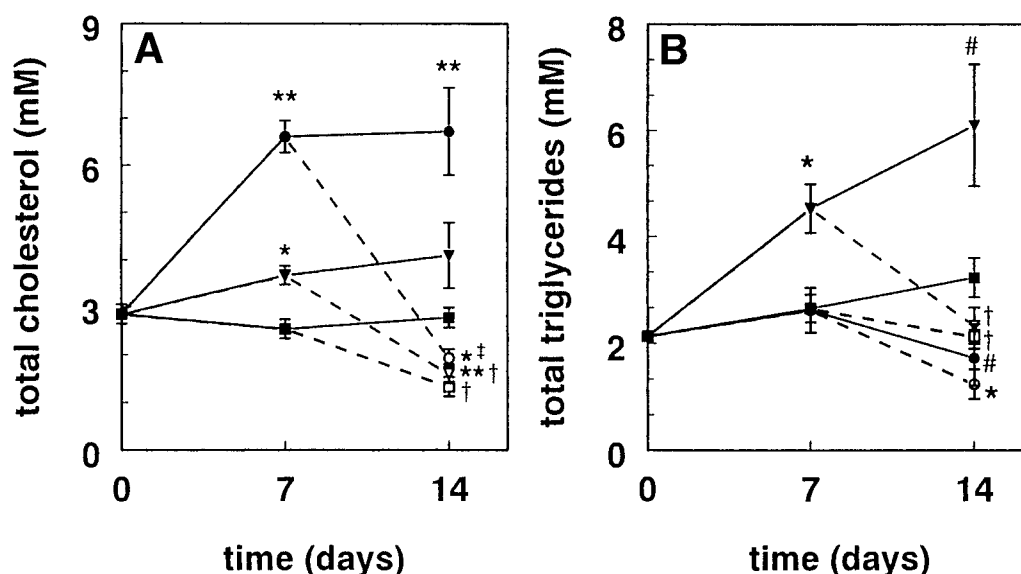 A
total cholesterol (mM)
9
6
3
0
**
**
*
*‡
**†
†
0 7 14
time (days)
B
total triglycerides (mM)
8
6
4
2
0
*
#
†
†
#
*
0 7 14
time (days)